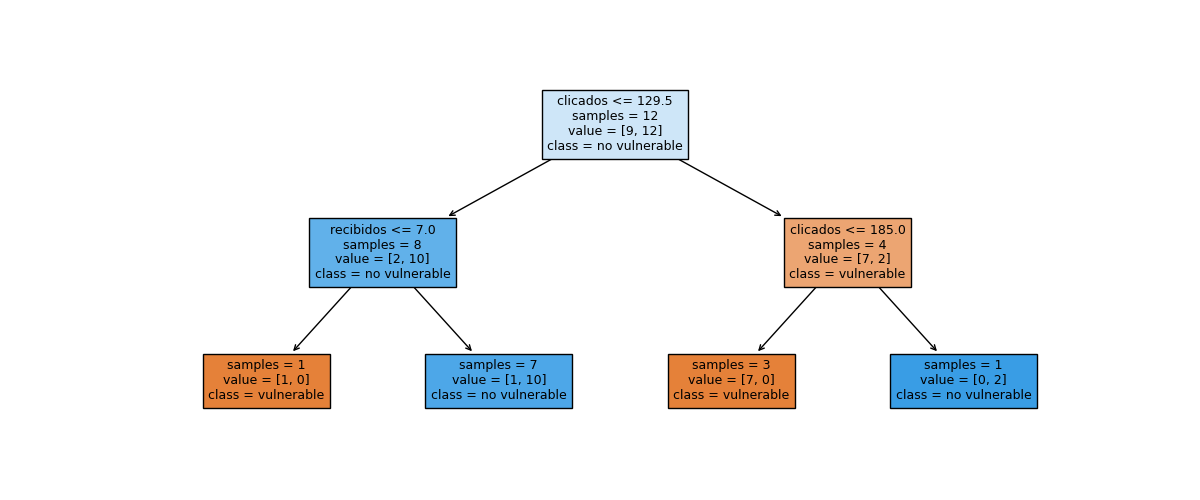 clicados <= 129.5
samples = 12
value = [9, 12]
class = no vulnerable
recibidos <= 7.0
samples = 8
value = [2, 10]
class = no vulnerable
clicados <= 185.0
samples = 4
value = [7, 2]
class = vulnerable
samples = 1
value = [1, 0]
class = vulnerable
samples = 7
value = [1, 10]
class = no vulnerable
samples = 3
value = [7, 0]
class = vulnerable
samples = 1
value = [0, 2]
class = no vulnerable